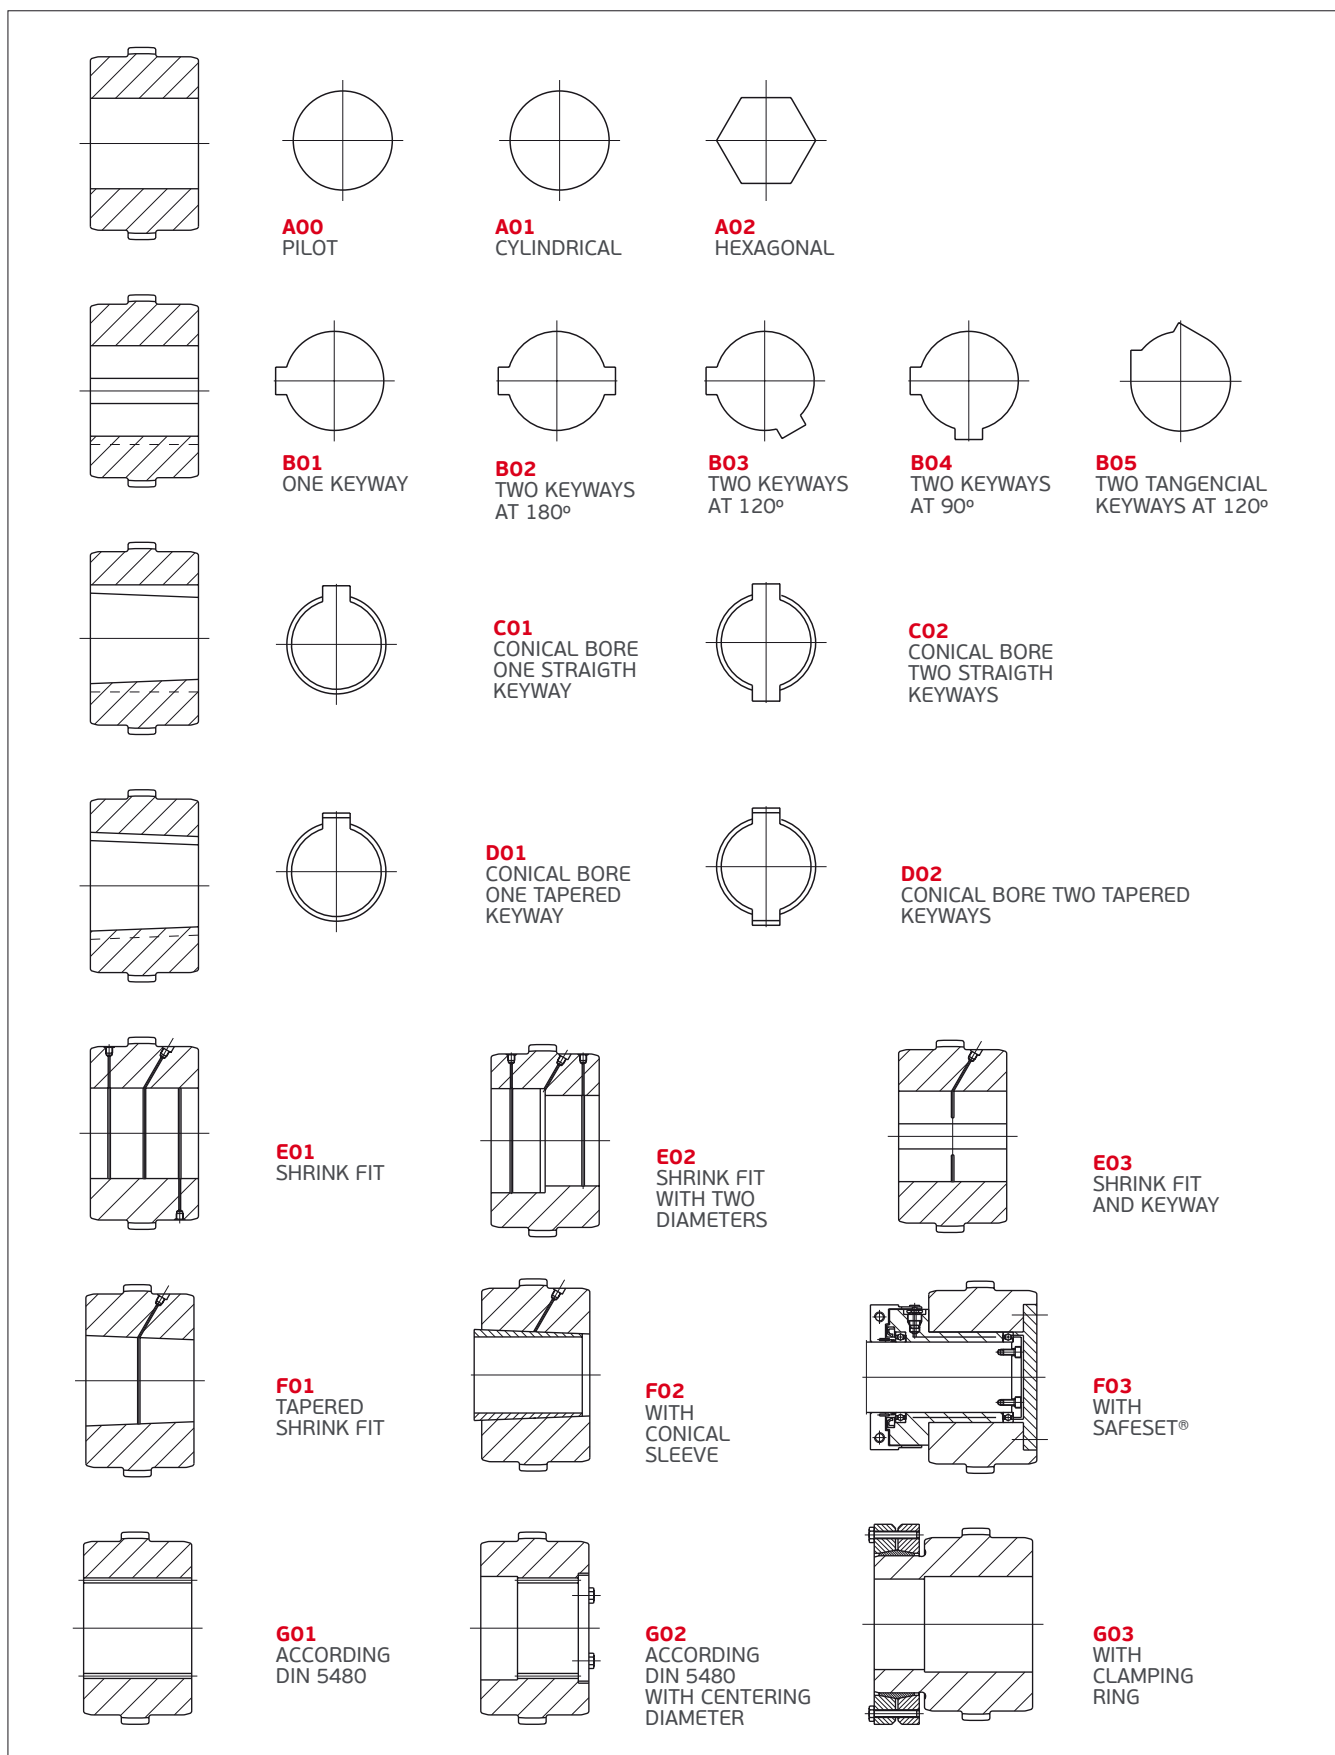 A00
PILOT
A01
CYLINDRICAL
A02
HEXAGONAL
B01
ONE KEYWAY
B02
TWO KEYWAYS
AT 180º
B03
TWO KEYWAYS
AT 120º
B04
TWO KEYWAYS
AT 90º
B05
TWO TANGENCIAL
KEYWAYS AT 120º
C01
CONICAL BORE
ONE STRAIGTH
KEYWAY
C02
CONICAL BORE
TWO STRAIGTH
KEYWAYS
D01
CONICAL BORE
ONE TAPERED
KEYWAY
D02
CONICAL BORE TWO TAPERED
KEYWAYS
E01
SHRINK FIT
E02
SHRINK FIT
WITH TWO
DIAMETERS
E03
SHRINK FIT
AND KEYWAY
F01
TAPERED
SHRINK FIT
F02
WITH
CONICAL
SLEEVE
F03
WITH
SAFESET®
G01
ACCORDING
DIN 5480
G02
ACCORDING
DIN 5480
WITH CENTERING
DIAMETER
G03
WITH
CLAMPING
RING